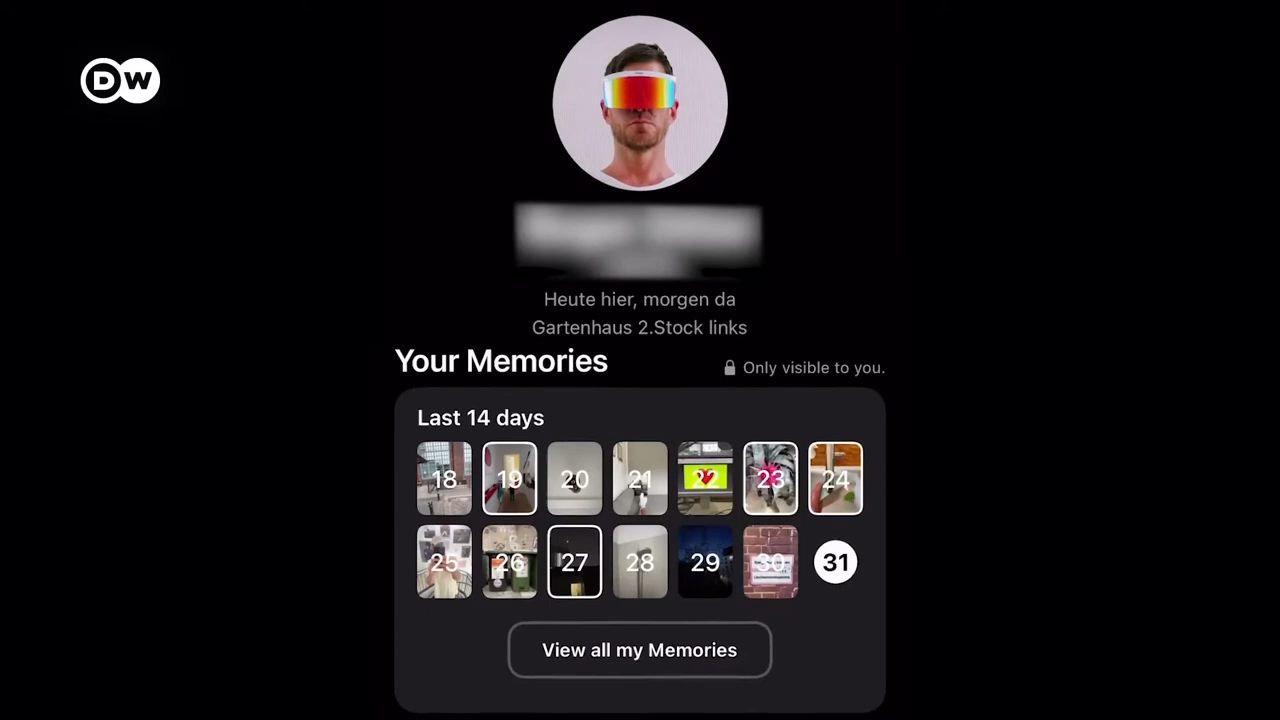 DW
Heute hier, morgen da
Gartenhaus 2.Stock links
Your Memories
Only visible to you.
Last 14 days
18 19 20 21 22 23 24
25 26 27 28 29 30 31
View all my Memories